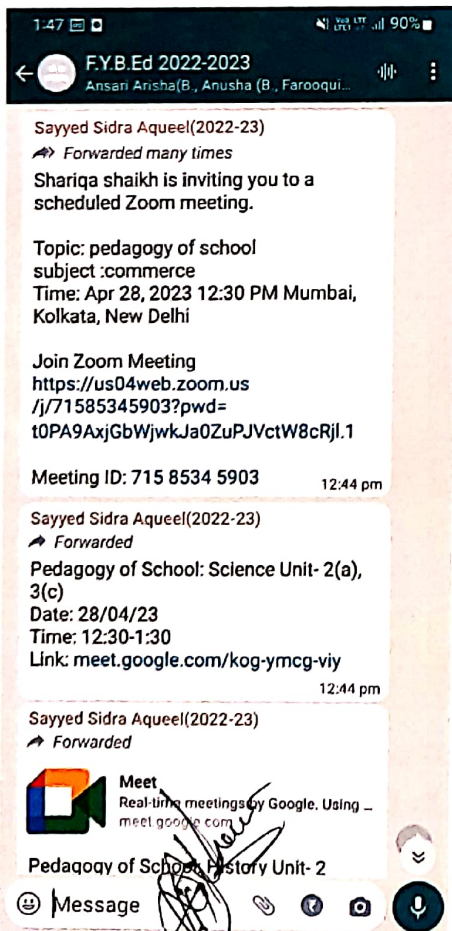 1:47 90%
F.Y.B.Ed 2022-2023
Ansari Arisha(B., Anusha (B., Farooqui...
Sayyed Sidra Aqueel(2022-23)
Forwarded many times
Shariqa shaikh is inviting you to a
scheduled Zoom meeting.
Topic: pedagogy of school
subject :commerce
Time: Apr 28, 2023 12:30 PM Mumbai,
Kolkata, New Delhi
Join Zoom Meeting
https://us04web.zoom.us
/j/71585345903?pwd=
t0PA9AxjGbWjwkJa0ZuPJVctW8cRjl.1
Meeting ID: 715 8534 5903
12:44 pm
Sayyed Sidra Aqueel(2022-23)
Forwarded
Pedagogy of School: Science Unit- 2(a),
3(c)
Date: 28/04/23
Time: 12:30-1:30
Link: meet.google.com/kog-ymcg-viy
12:44 pm
Sayyed Sidra Aqueel(2022-23)
Forwarded
Meet
Real-time meetings by Google. Using ...
meet.google.com
Pedagogy of School: History Unit- 2
Message